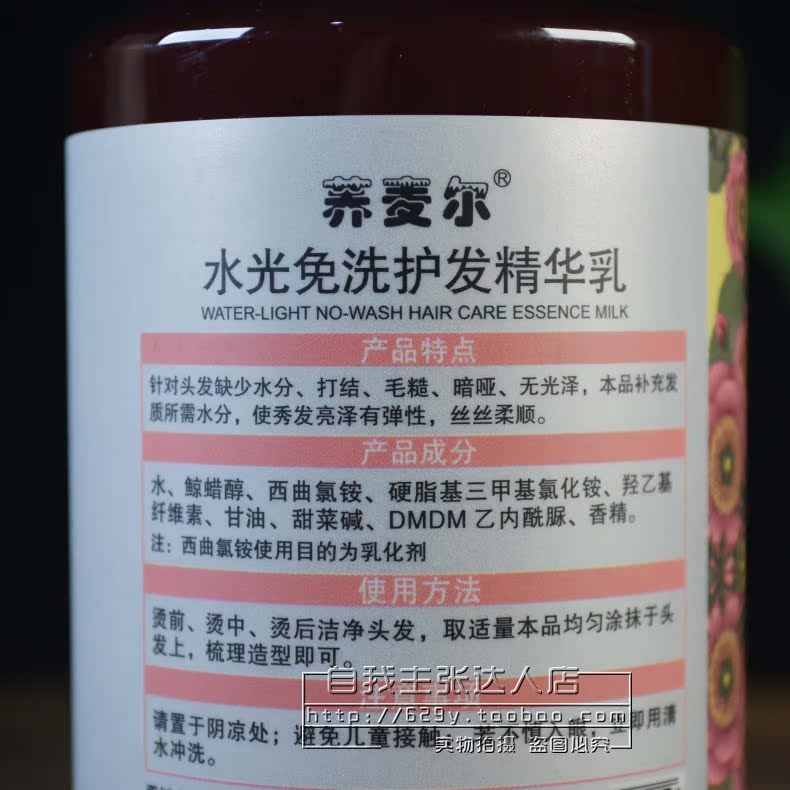 荞麦尔®
水光免洗护发精华乳
WATER-LIGHT NO-WASH HAIR CARE ESSENCE MILK
产品特点
针对头发缺少水分、打结、毛糙、暗哑、无光泽，本品补充发
质所需水分，使秀发亮泽有弹性，丝丝柔顺。
产品成分
水、鲸蜡醇、西曲氯铵、硬脂基三甲基氯化铵、羟乙基
纤维素、甘油、甜菜碱、DMDM 乙内酰脲、香精。
注：西曲氯铵使用目的为乳化剂
使用方法
烫前、烫中、烫后洁净头发，取适量本品均匀涂抹于头
发上，梳理造型即可。
自我主张达人店
http://629y.taobao.com
请置于阴凉处；避免儿童接触；若不慎入眼，立即用清
水冲洗。
实物拍摄 盗图必究